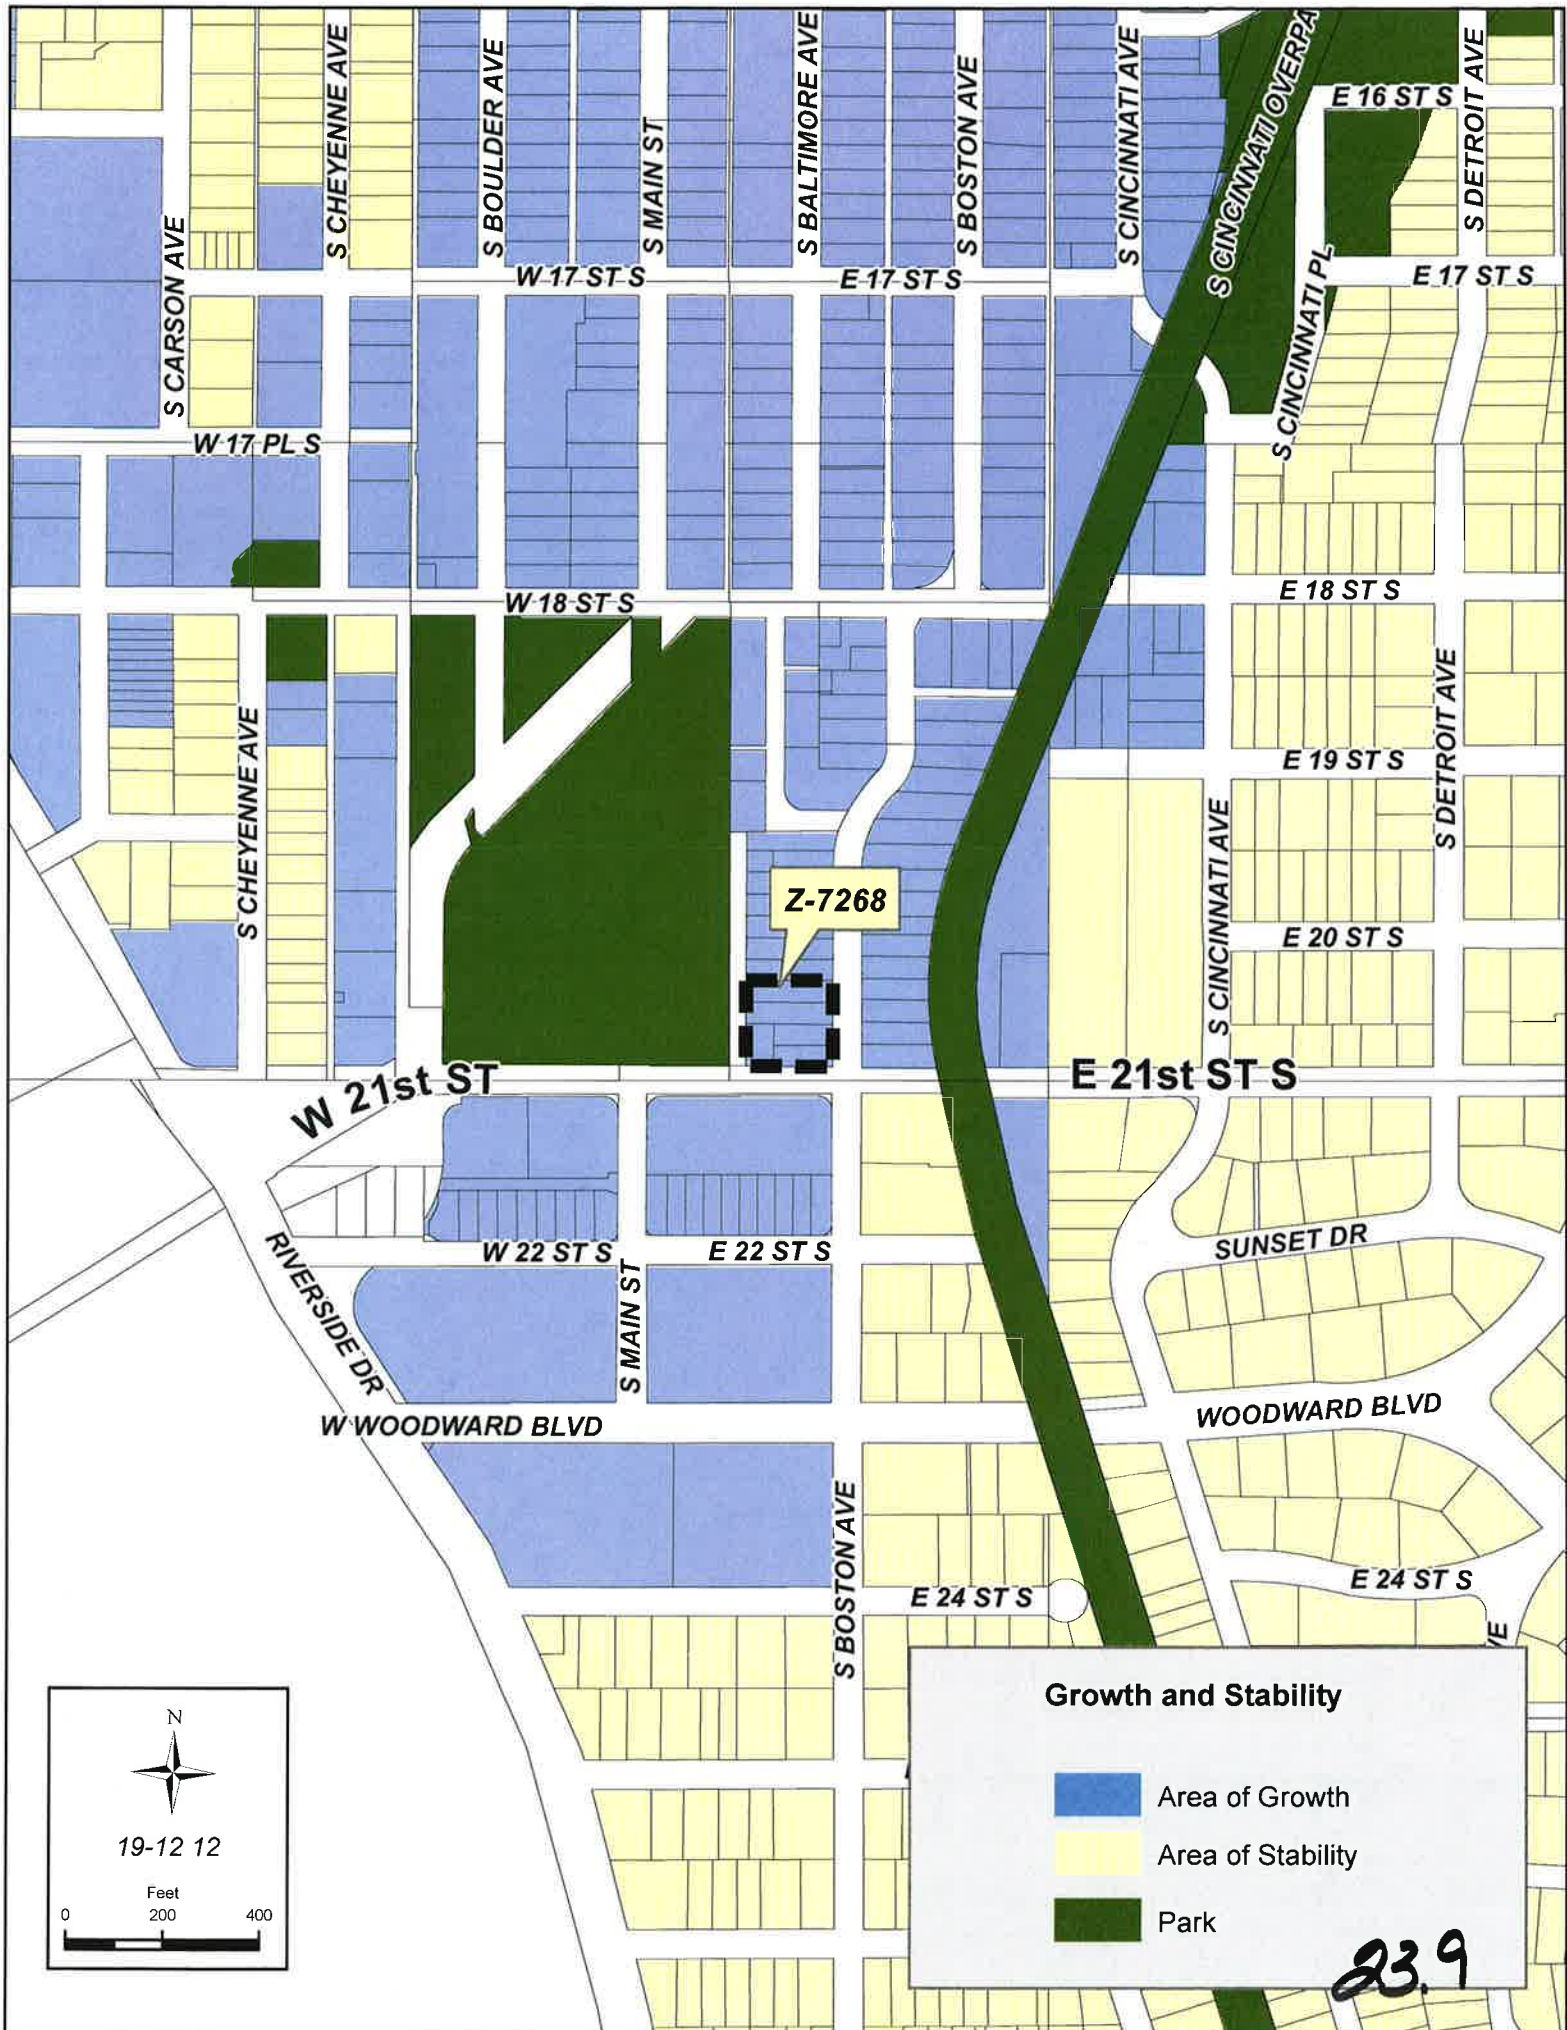 S CARSON AVE
S CHEYENNE AVE
S BOULDER AVE
S MAIN ST
S BALTIMORE AVE
S BOSTON AVE
S CINCINNATI AVE
S CINCINNATI OVERPA
E 16 ST S
S DETROIT AVE
W 17 ST S
E 17 ST S
E 17 ST S
S CINCINNATI PL
W 17 PL S
W 18 ST S
E 18 ST S
S CHEYENNE AVE
E 19 ST S
S DETROIT AVE
S CINCINNATI AVE
Z-7268
E 20 ST S
W 21st ST
E 21st ST S
RIVERSIDE DR
W 22 ST S
E 22 ST S
S MAIN ST
SUNSET DR
W WOODWARD BLVD
WOODWARD BLVD
S BOSTON AVE
E 24 ST S
E 24 ST S
VE
N
19-12 12
Feet
0 200 400
Growth and Stability
Area of Growth
Area of Stability
Park
23.9